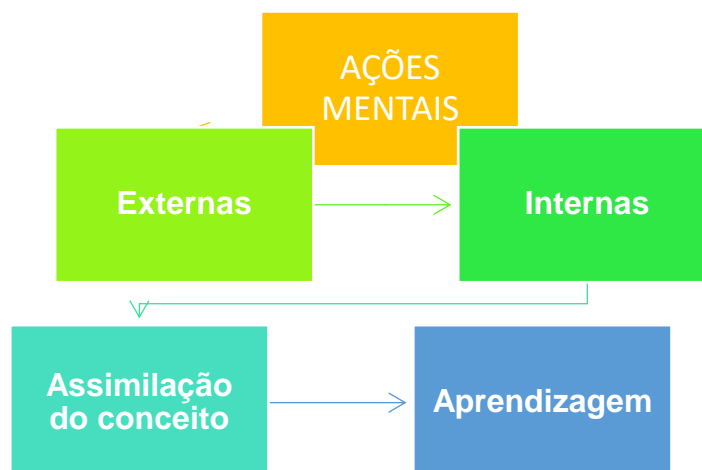 AÇÕES
MENTAIS
Externas
Internas
Assimilação
do conceito
Aprendizagem